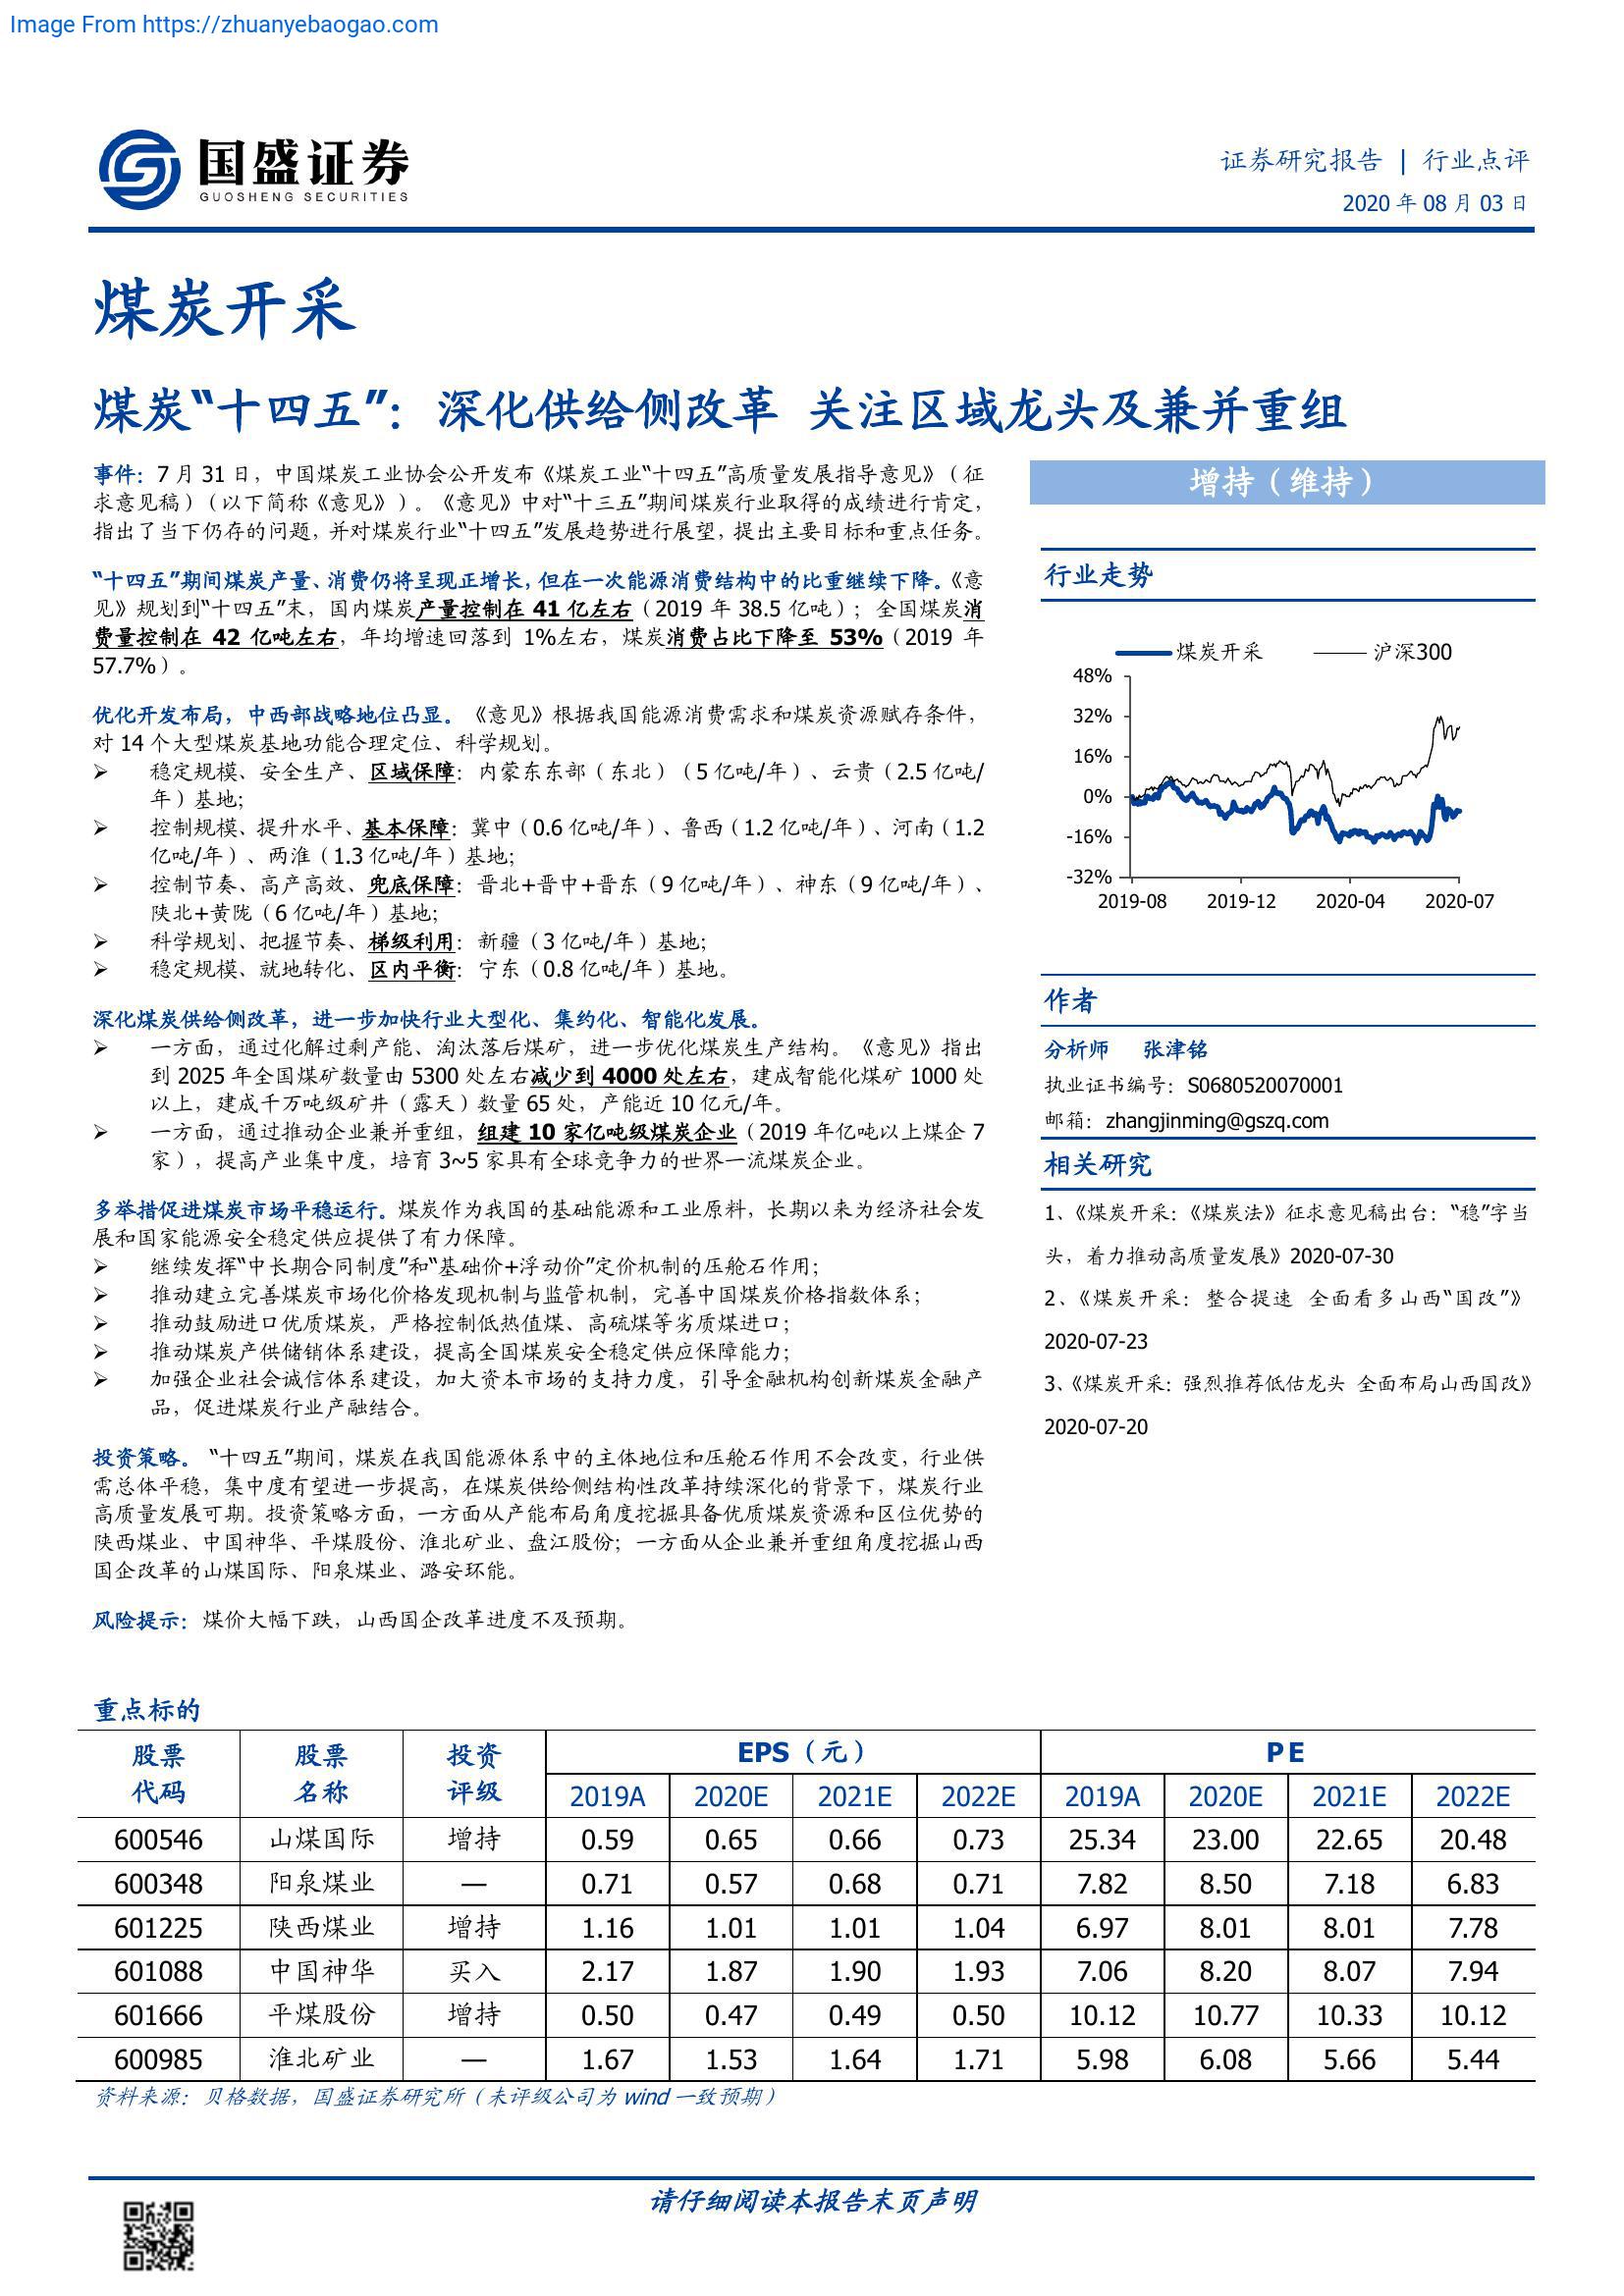 Image From https://zhuanyebaogao.com
国盛证券
GUOSHENG SECURITIES
证券研究报告 | 行业点评
2020 年 08 月 03 日
煤炭开采
煤炭“十四五”：深化供给侧改革 关注区域龙头及兼并重组
事件：7 月 31 日，中国煤炭工业协会公开发布《煤炭工业“十四五”高质量发展指导意见》（征
求意见稿）（以下简称《意见》）。《意见》中对“十三五”期间煤炭行业取得的成绩进行肯定，
指出了当下仍存的问题，并对煤炭行业“十四五”发展趋势进行展望，提出主要目标和重点任务。
“十四五”期间煤炭产量、消费仍将呈现正增长，但在一次能源消费结构中的比重继续下降。《意
见》规划到“十四五”末，国内煤炭产量控制在 41 亿左右（2019 年 38.5 亿吨）；全国煤炭消
费量控制在 42 亿吨左右，年均增速回落到 1%左右，煤炭消费占比下降至 53%（2019 年
57.7%）。
优化开发布局，中西部战略地位凸显。《意见》根据我国能源消费需求和煤炭资源赋存条件，
对 14 个大型煤炭基地功能合理定位、科学规划。
➢ 稳定规模、安全生产、区域保障：内蒙东东部（东北）（5 亿吨/年）、云贵（2.5 亿吨/
年）基地；
➢ 控制规模、提升水平、基本保障：冀中（0.6 亿吨/年）、鲁西（1.2 亿吨/年）、河南（1.2
亿吨/年）、两淮（1.3 亿吨/年）基地；
➢ 控制节奏、高产高效、兜底保障：晋北+晋中+晋东（9 亿吨/年）、神东（9 亿吨/年）、
陕北+黄陇（6 亿吨/年）基地；
➢ 科学规划、把握节奏、梯级利用：新疆（3 亿吨/年）基地；
➢ 稳定规模、就地转化、区内平衡：宁东（0.8 亿吨/年）基地。
深化煤炭供给侧改革，进一步加快行业大型化、集约化、智能化发展。
➢ 一方面，通过化解过剩产能、淘汰落后煤矿，进一步优化煤炭生产结构。《意见》指出
到 2025 年全国煤矿数量由 5300 处左右减少到 4000 处左右，建成智能化煤矿 1000 处
以上，建成千万吨级矿井（露天）数量 65 处，产能近 10 亿元/年。
➢ 一方面，通过推动企业兼并重组，组建 10 家亿吨级煤炭企业（2019 年亿吨以上煤企 7
家），提高产业集中度，培育 3~5 家具有全球竞争力的世界一流煤炭企业。
多举措促进煤炭市场平稳运行。煤炭作为我国的基础能源和工业原料，长期以来为经济社会发
展和国家能源安全稳定供应提供了有力保障。
➢ 继续发挥“中长期合同制度”和“基础价+浮动价”定价机制的压舱石作用；
➢ 推动建立完善煤炭市场化价格发现机制与监管机制，完善中国煤炭价格指数体系；
➢ 推动鼓励进口优质煤炭，严格控制低热值煤、高硫煤等劣质煤进口；
➢ 推动煤炭产供储销体系建设，提高全国煤炭安全稳定供应保障能力；
➢ 加强企业社会诚信体系建设，加大资本市场的支持力度，引导金融机构创新煤炭金融产
品，促进煤炭行业产融结合。
投资策略。“十四五”期间，煤炭在我国能源体系中的主体地位和压舱石作用不会改变，行业供
需总体平稳，集中度有望进一步提高，在煤炭供给侧结构性改革持续深化的背景下，煤炭行业
高质量发展可期。投资策略方面，一方面从产能布局角度挖掘具备优质煤炭资源和区位优势的
陕西煤业、中国神华、平煤股份、淮北矿业、盘江股份；一方面从企业兼并重组角度挖掘山西
国企改革的山煤国际、阳泉煤业、潞安环能。
风险提示：煤价大幅下跌，山西国企改革进度不及预期。
增持（维持）
行业走势
煤炭开采 沪深300
48%
32%
16%
0%
-16%
-32%
2019-08 2019-12 2020-04 2020-07
作者
分析师 张津铭
执业证书编号：S0680520070001
邮箱：zhangjinming@gszq.com
相关研究
1、《煤炭开采：《煤炭法》征求意见稿出台：“稳”字当
头，着力推动高质量发展》2020-07-30
2、《煤炭开采：整合提速 全面看多山西“国改”》
2020-07-23
3、《煤炭开采：强烈推荐低估龙头 全面布局山西国改》
2020-07-20
重点标的
股票 股票 投资 EPS（元） PE
代码 名称 评级 2019A 2020E 2021E 2022E 2019A 2020E 2021E 2022E
600546 山煤国际 增持 0.59 0.65 0.66 0.73 25.34 23.00 22.65 20.48
600348 阳泉煤业 — 0.71 0.57 0.68 0.71 7.82 8.50 7.18 6.83
601225 陕西煤业 增持 1.16 1.01 1.01 1.04 6.97 8.01 8.01 7.78
601088 中国神华 买入 2.17 1.87 1.90 1.93 7.06 8.20 8.07 7.94
601666 平煤股份 增持 0.50 0.47 0.49 0.50 10.12 10.77 10.33 10.12
600985 淮北矿业 — 1.67 1.53 1.64 1.71 5.98 6.08 5.66 5.44
资料来源：贝格数据，国盛证券研究所（未评级公司为 wind 一致预期）
请仔细阅读本报告末页声明